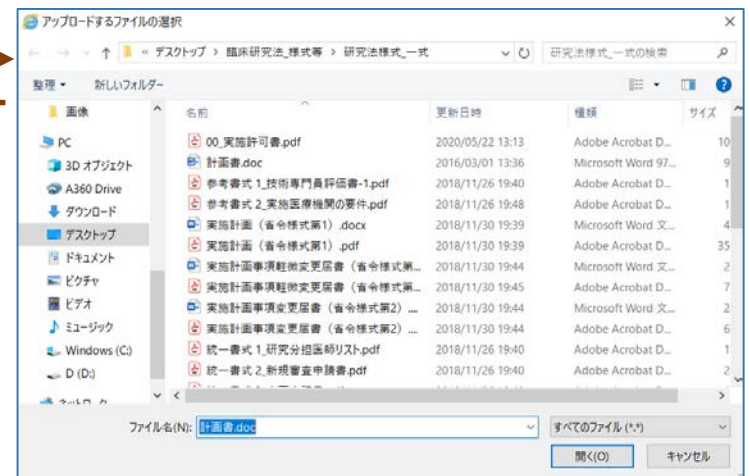 アップロードするファイルの選択
« デスクトップ › 臨床研究法_様式等 › 研究法様式_一式
研究法様式_一式の検索
整理 新しいフォルダー
画像
PC
3D オブジェクト
A360 Drive
ダウンロード
デスクトップ
ドキュメント
ピクチャ
ビデオ
ミュージック
Windows (C:)
D (D:)
名前 更新日時 種類 サイズ
00_実施許可書.pdf 2020/05/22 13:13 Adobe Acrobat D... 10
計画書.doc 2016/03/01 13:36 Microsoft Word 97... 9
参考書式 1_技術専門員評価書-1.pdf 2018/11/26 19:40 Adobe Acrobat D... 1
参考書式 2_実施医療機関の要件.pdf 2018/11/26 19:48 Adobe Acrobat D... 1
実施計画（省令様式第1）.docx 2018/11/30 19:39 Microsoft Word 文... 4
実施計画（省令様式第1）.pdf 2018/11/30 19:39 Adobe Acrobat D... 35
実施計画事項軽微変更届書（省令様式第... 2018/11/30 19:44 Microsoft Word 文... 2
実施計画事項軽微変更届書（省令様式第... 2018/11/30 19:45 Adobe Acrobat D... 7
実施計画事項変更届書（省令様式第2）.... 2018/11/30 19:44 Microsoft Word 文... 2
実施計画事項変更届書（省令様式第2）.... 2018/11/30 19:44 Adobe Acrobat D... 6
統一書式 1_研究分担医師リスト.pdf 2018/11/26 19:40 Adobe Acrobat D... 1
統一書式 2_新規審査申請書.pdf 2018/11/26 19:40 Adobe Acrobat D... 2
ファイル名(N): 計画書.doc すべてのファイル (*.*)
開く(O) キャンセル